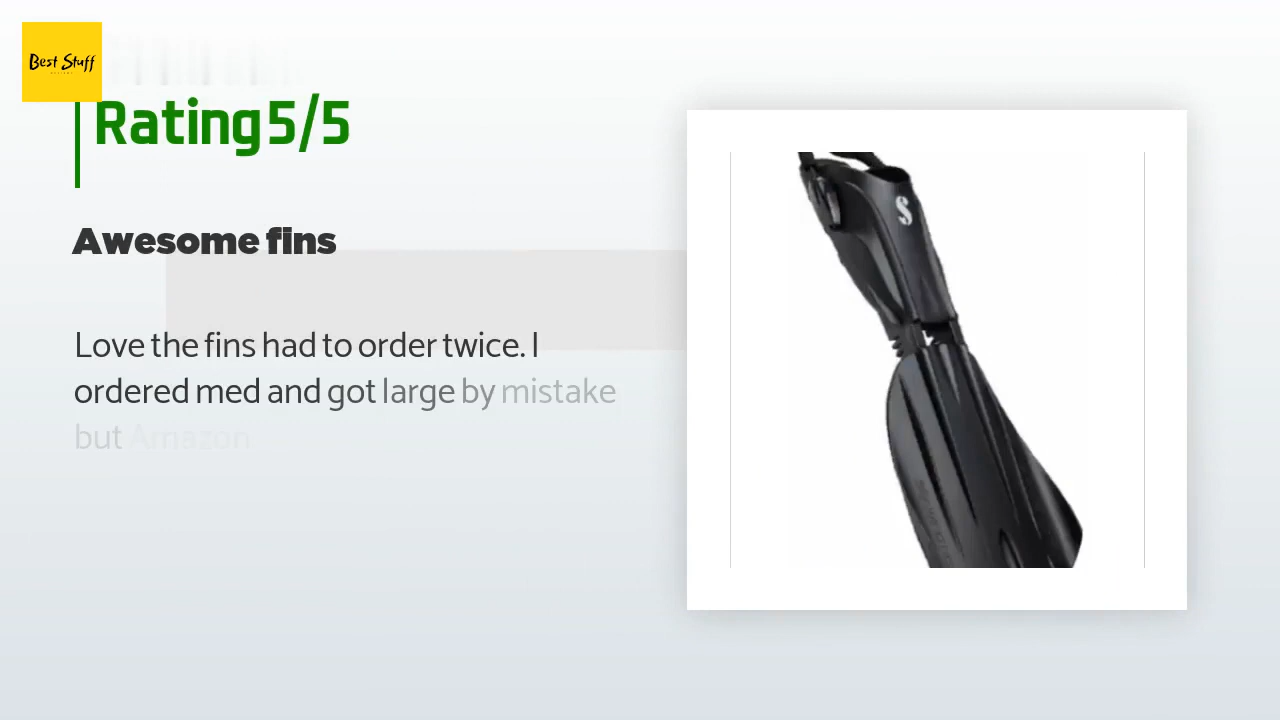 Best Stuff
Rating 5/5
Awesome fins
Love the fins had to order twice. I
ordered med and got large by mistake
but Amazon
S